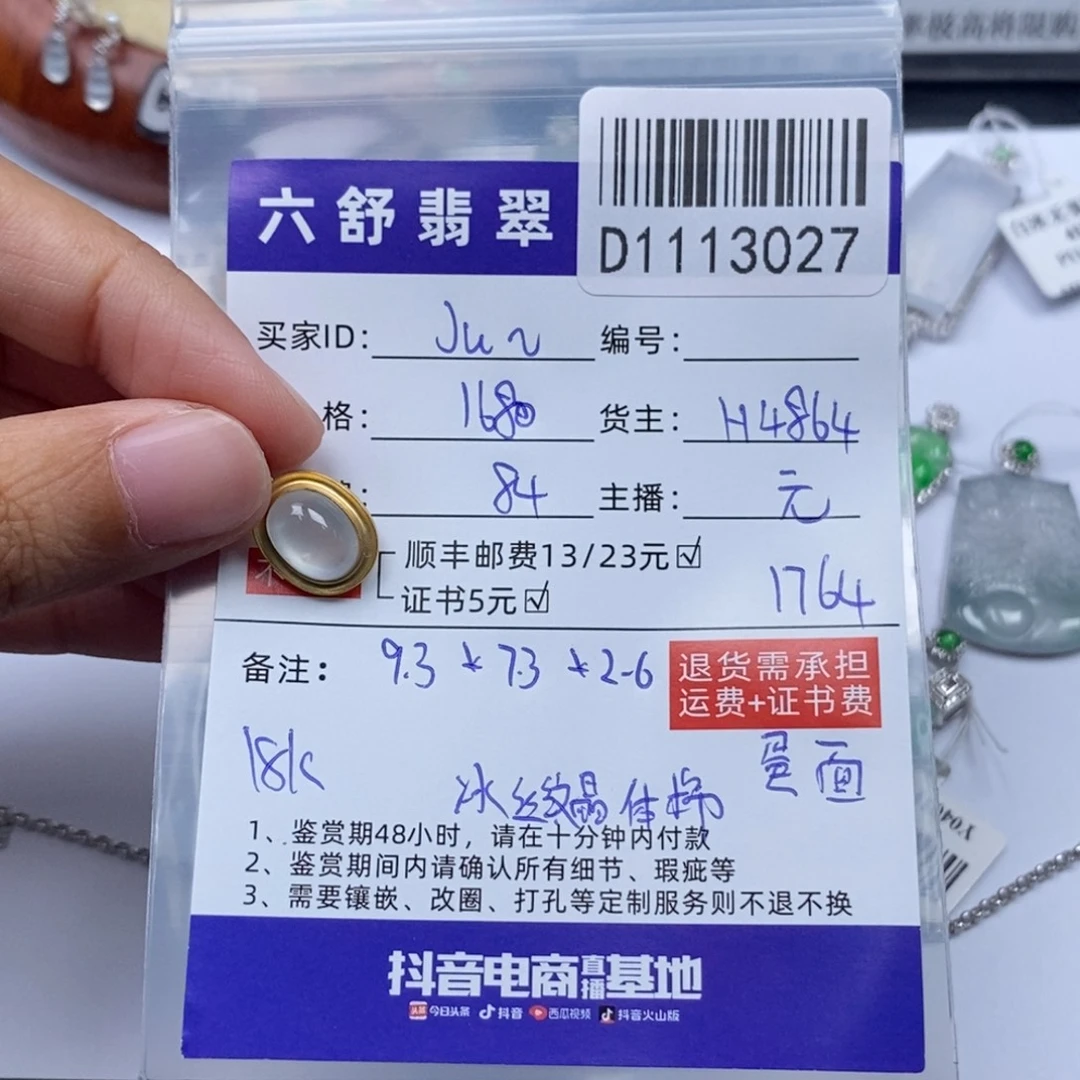 六舒翡翠
D1113027
买家ID: Jun 编号:
格: 1680 货主: H4864
84 主播: 元
顺丰邮费13/23元☑
证书5元☑
1764
备注: 9.3 * 7.3 * 2-6
退货需承担
运费+证书费
18k 冰丝纹晶体棉 蛋面
1、鉴赏期48小时，请在十分钟内付款
2、鉴赏期间内请确认所有细节、瑕疵等
3、需要镶嵌、改圈、打孔等定制服务则不退不换
抖音电商直播基地
头条 今日头条 抖音 西瓜视频 抖音火山版